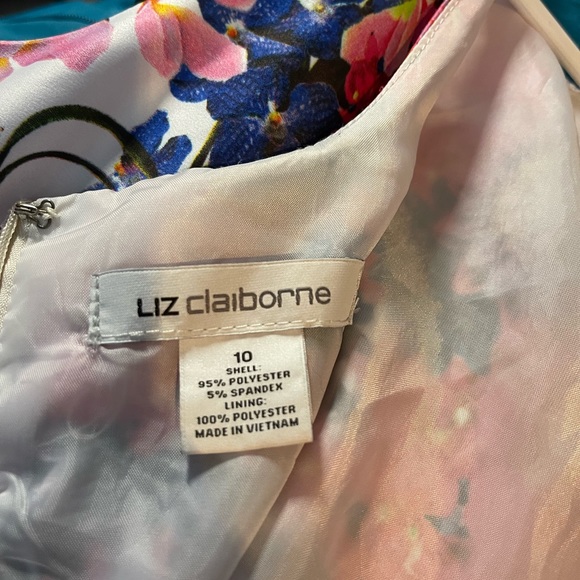 LIZ claiborne
10
SHELL:
95% POLYESTER
5% SPANDEX
LINING:
100% POLYESTER
MADE IN VIETNAM